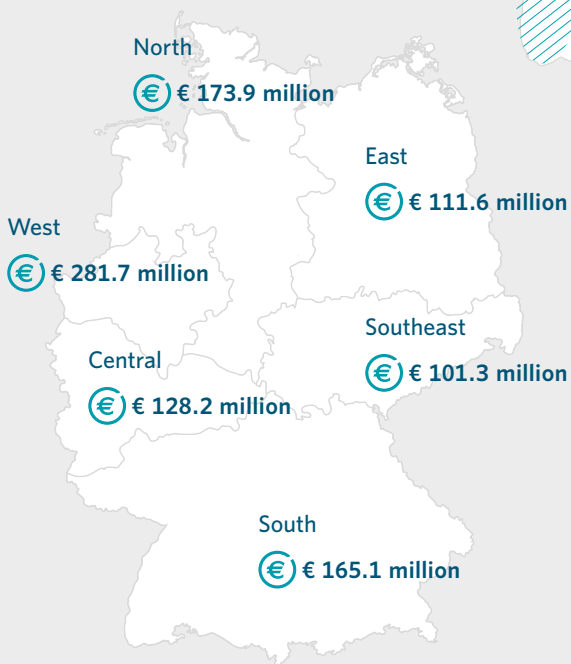 North
€ € 173.9 million
East
€ € 111.6 million
West
€ € 281.7 million
Southeast
€ € 101.3 million
Central
€ € 128.2 million
South
€ € 165.1 million